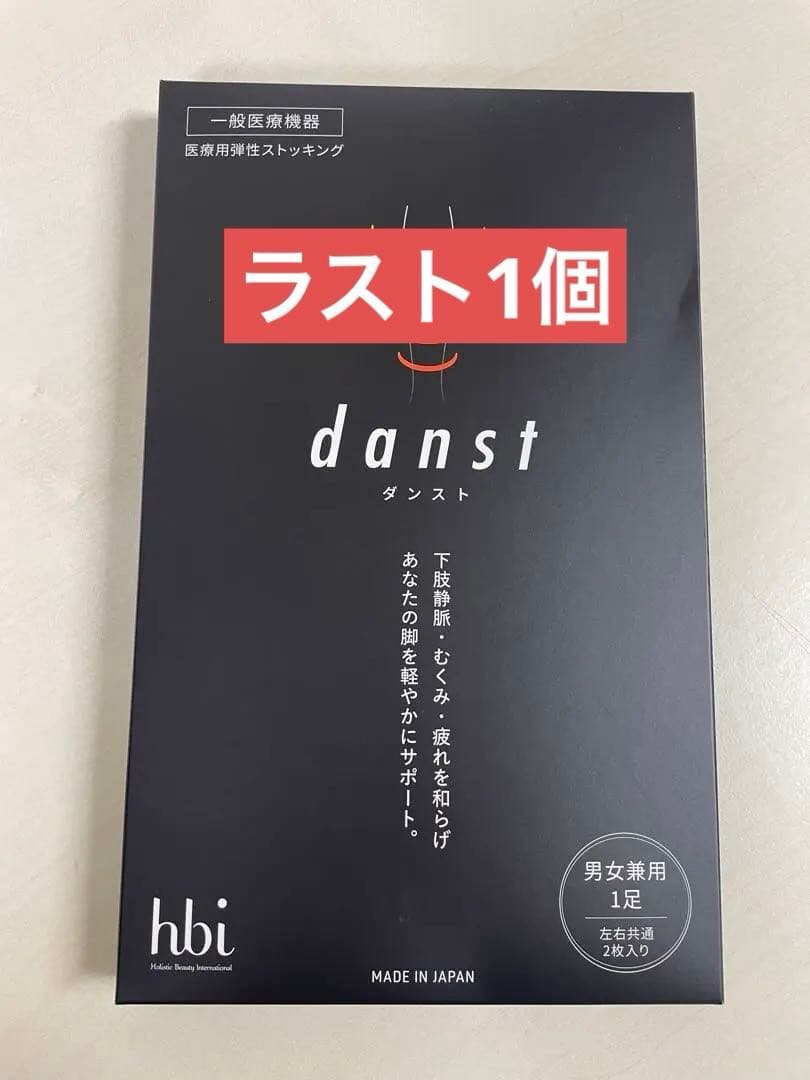 一般医療機器
医療用弾性ストッキング
ラスト1個
danst
ダンスト
下肢静脈・むくみ・疲れを和らげ
あなたの脚を軽やかにサポート。
男女兼用
1足
左右共通
2枚入り
hbi
Holistic Beauty International
MADE IN JAPAN